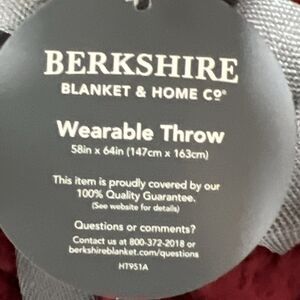 BERKSHIRE
BLANKET & HOME Cº®
Wearable Throw
58in x 64in (147cm x 163cm)
This item is proudly covered by our
100% Quality Guarantee.
(See website for details)
Questions or comments?
Contact us at 800-372-2018 or
berkshireblanket.com/questions
HT951A